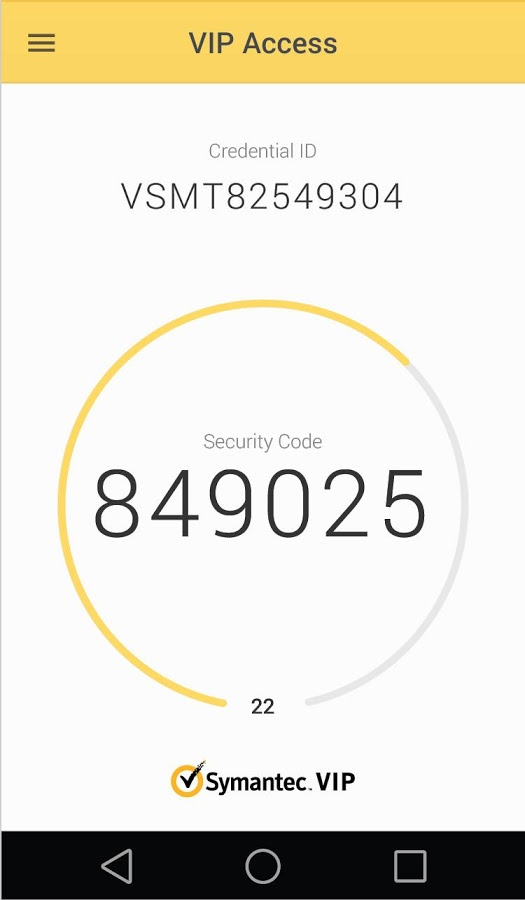 VIP Access
Credential ID
VSMT82549304
Security Code
849025
22
Symantec. VIP